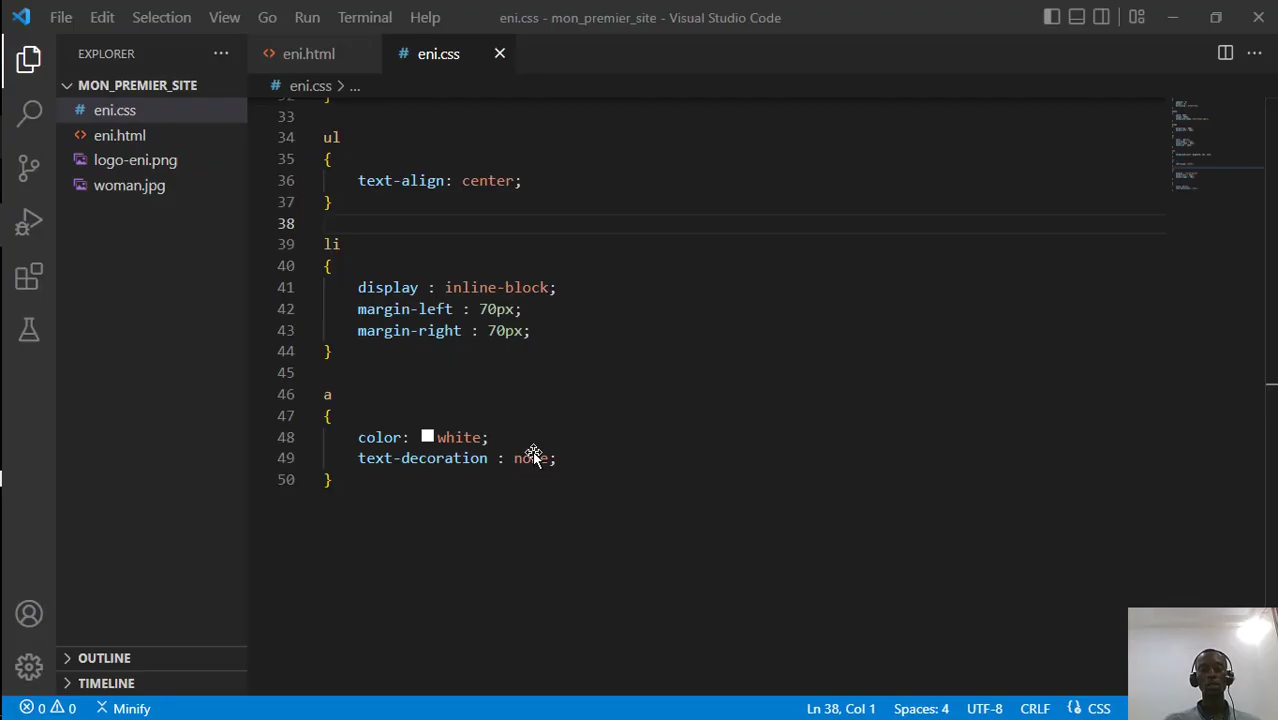 File Edit Selection View Go Run Terminal Help eni.css - mon_premier_site - Visual Studio Code
EXPLORER ... eni.html # eni.css
MON_PREMIER_SITE # eni.css > ...
# eni.css
eni.html
logo-eni.png
woman.jpg
33
34 ul
35 {
36 text-align: center;
37 }
38
39 li
40 {
41 display : inline-block;
42 margin-left : 70px;
43 margin-right : 70px;
44 }
45
46 a
47 {
48 color: white;
49 text-decoration : none;
50 }
OUTLINE
TIMELINE
0 0 Minify Ln 38, Col 1 Spaces: 4 UTF-8 CRLF CSS